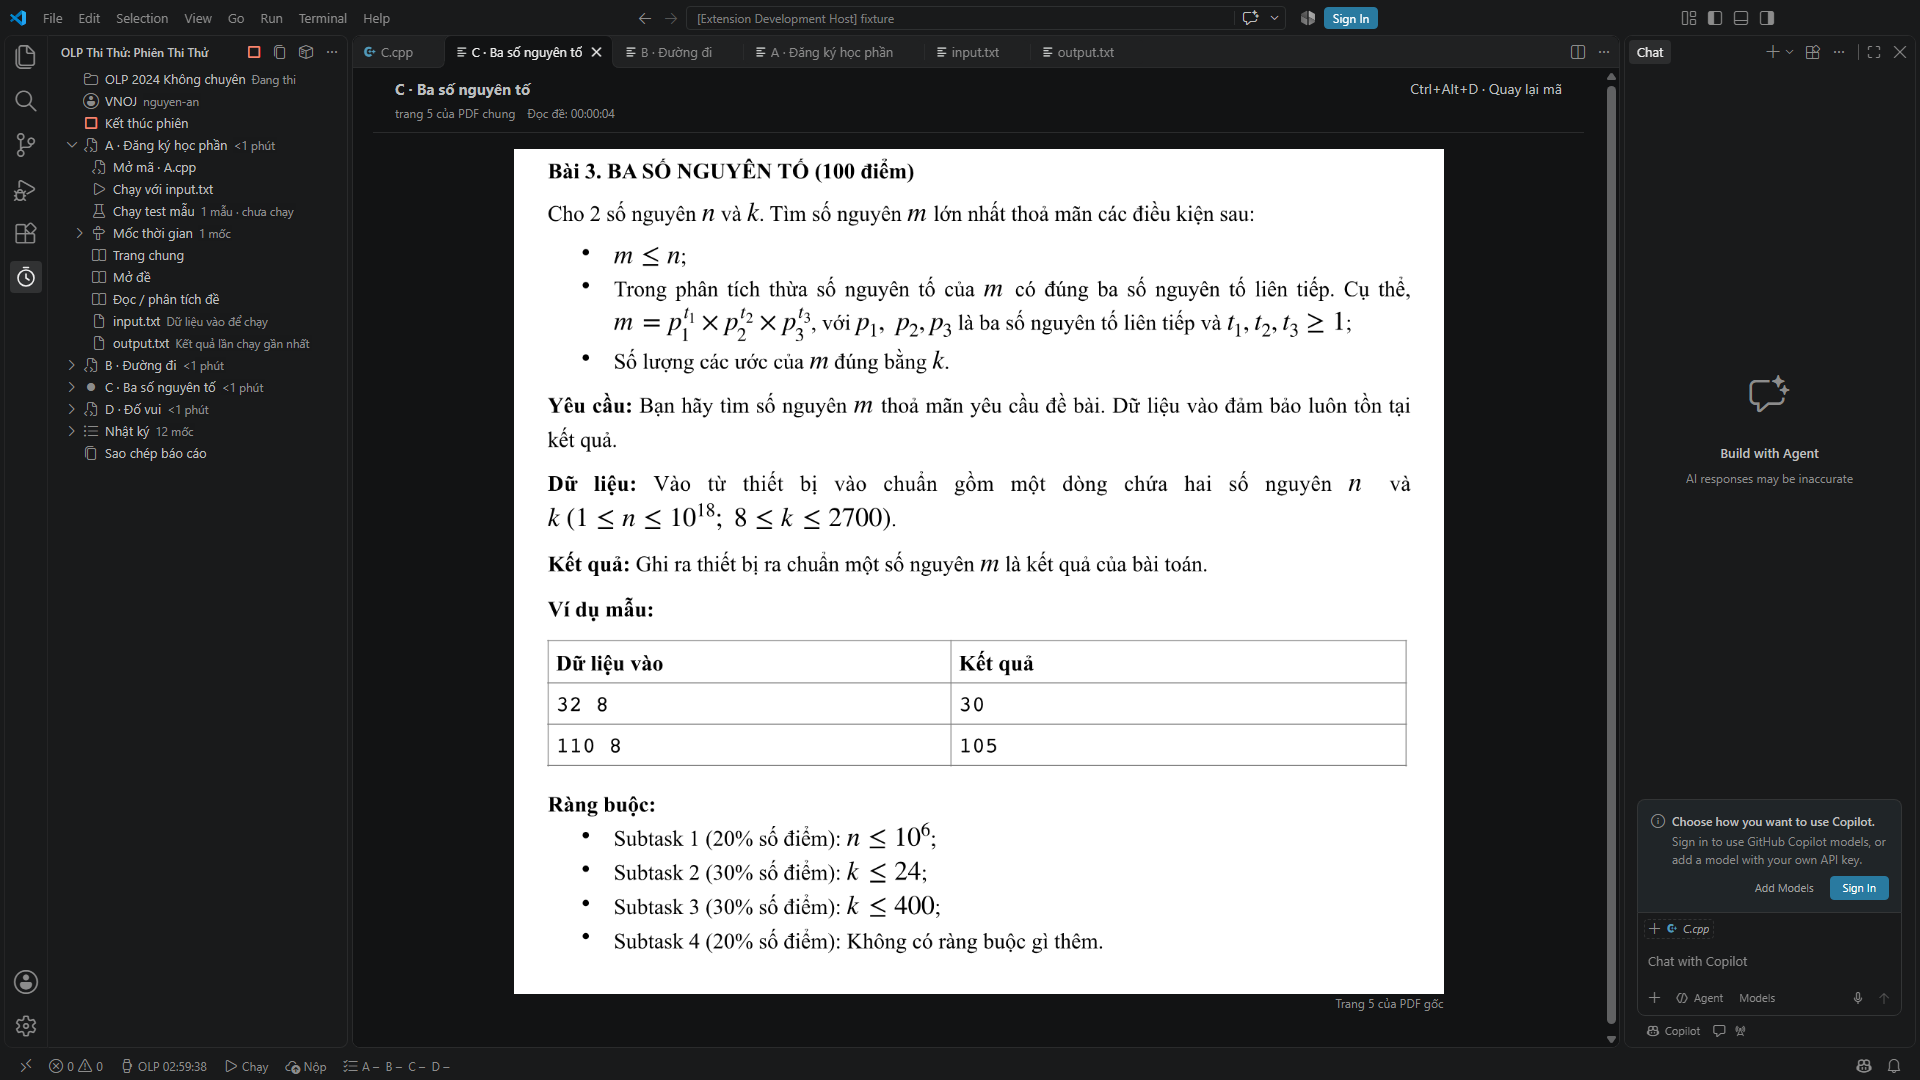 File Edit Selection View Go Run Terminal Help
[Extension Development Host] fixture
Sign In
OLP Thi Thử: Phiên Thi Thử
OLP 2024 Không chuyên Đang thi
VNOJ nguyen-an
Kết thúc phiên
A · Đăng ký học phần <1 phút
Mở mã · A.cpp
Chạy với input.txt
Chạy test mẫu 1 mẫu · chưa chạy
Mốc thời gian 1 mốc
Trang chung
Mở đề
Đọc / phân tích đề
input.txt Dữ liệu vào để chạy
output.txt Kết quả lần chạy gần nhất
B · Đường đi <1 phút
C · Ba số nguyên tố <1 phút
D · Đố vui <1 phút
Nhật ký 12 mốc
Sao chép báo cáo
C.cpp
C · Ba số nguyên tố
B · Đường đi
A · Đăng ký học phần
input.txt
output.txt
C · Ba số nguyên tố
Ctrl+Alt+D · Quay lại mã
trang 5 của PDF chung Đọc đề: 00:00:04
Bài 3. BA SỐ NGUYÊN TỐ (100 điểm)
Cho 2 số nguyên n và k. Tìm số nguyên m lớn nhất thoả mãn các điều kiện sau:
• m ≤ n;
• Trong phân tích thừa số nguyên tố của m có đúng ba số nguyên tố liên tiếp. Cụ thể,
m = p₁^t₁ × p₂^t₂ × p₃^t₃, với p₁, p₂, p₃ là ba số nguyên tố liên tiếp và t₁, t₂, t₃ ≥ 1;
• Số lượng các ước của m đúng bằng k.
Yêu cầu: Bạn hãy tìm số nguyên m thoả mãn yêu cầu đề bài. Dữ liệu vào đảm bảo luôn tồn tại
kết quả.
Dữ liệu: Vào từ thiết bị vào chuẩn gồm một dòng chứa hai số nguyên n và
k (1 ≤ n ≤ 10¹⁸; 8 ≤ k ≤ 2700).
Kết quả: Ghi ra thiết bị ra chuẩn một số nguyên m là kết quả của bài toán.
Ví dụ mẫu:
Dữ liệu vào Kết quả
32 8 30
110 8 105
Ràng buộc:
• Subtask 1 (20% số điểm): n ≤ 10⁶;
• Subtask 2 (30% số điểm): k ≤ 24;
• Subtask 3 (30% số điểm): k ≤ 400;
• Subtask 4 (20% số điểm): Không có ràng buộc gì thêm.
Trang 5 của PDF gốc
Chat
Build with Agent
AI responses may be inaccurate
Choose how you want to use Copilot.
Sign in to use GitHub Copilot models, or
add a model with your own API key.
Add Models Sign In
C.cpp
Chat with Copilot
Agent Models
Copilot
0 0 OLP 02:59:38 Chạy Nộp A – B – C – D –